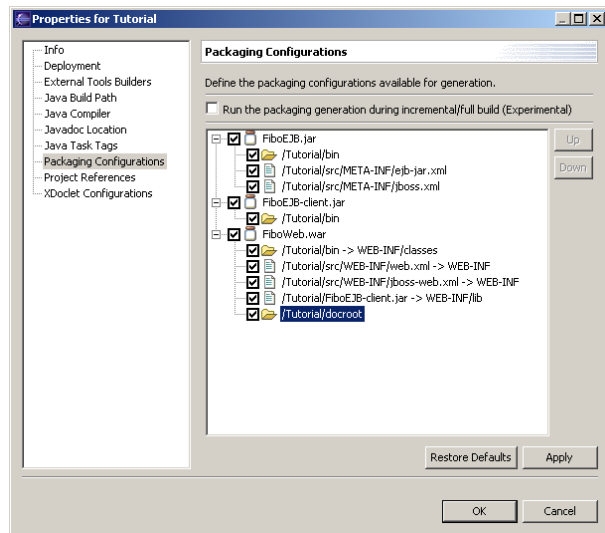 Properties for Tutorial
Info
Deployment
External Tools Builders
Java Build Path
Java Compiler
Javadoc Location
Java Task Tags
Packaging Configurations
Project References
XDoclet Configurations
Packaging Configurations
Define the packaging configurations available for generation.
Run the packaging generation during incremental/full build (Experimental)
FiboEJB.jar
/Tutorial/bin
/Tutorial/src/META-INF/ejb-jar.xml
/Tutorial/src/META-INF/jboss.xml
FiboEJB-client.jar
/Tutorial/bin
FiboWeb.war
/Tutorial/bin -> WEB-INF/classes
/Tutorial/src/WEB-INF/web.xml -> WEB-INF
/Tutorial/src/WEB-INF/jboss-web.xml -> WEB-INF
/Tutorial/FiboEJB-client.jar -> WEB-INF/lib
/Tutorial/docroot
Up
Down
Restore Defaults
Apply
OK
Cancel